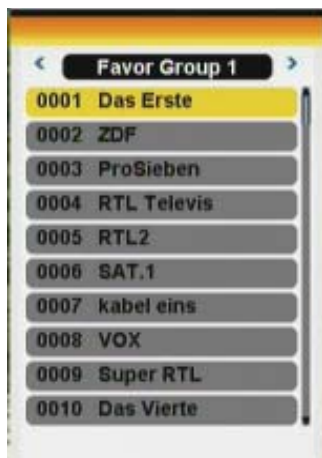 < Favor Group 1 >
0001 Das Erste
0002 ZDF
0003 ProSieben
0004 RTL Televis
0005 RTL2
0006 SAT.1
0007 kabel eins
0008 VOX
0009 Super RTL
0010 Das Vierte